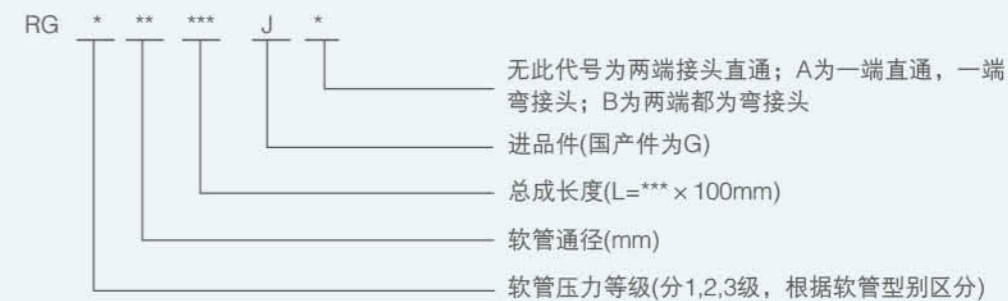 RG * ** *** J *
无此代号为两端接头直通；A为一端直通，一端
弯接头；B为两端都为弯接头
进品件(国产件为G)
总成长度(L=***×100mm)
软管通径(mm)
软管压力等级(分1,2,3级，根据软管型别区分)